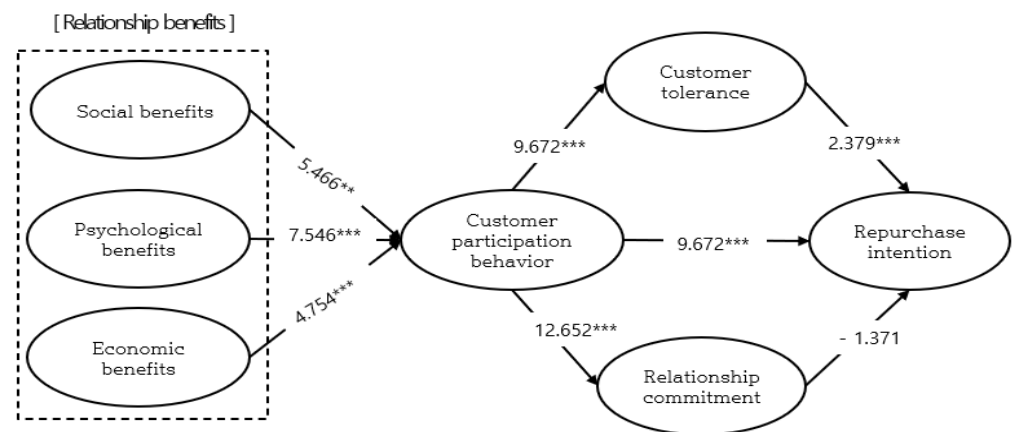 [ Relationship benefits ]
Social benefits
5.466**
Psychological
benefits
7.546***
Economic
benefits
4.754***
Customer
participation
behavior
9.672***
Customer
tolerance
2.379***
9.672***
Repurchase
intention
12.652***
Relationship
commitment
- 1.371